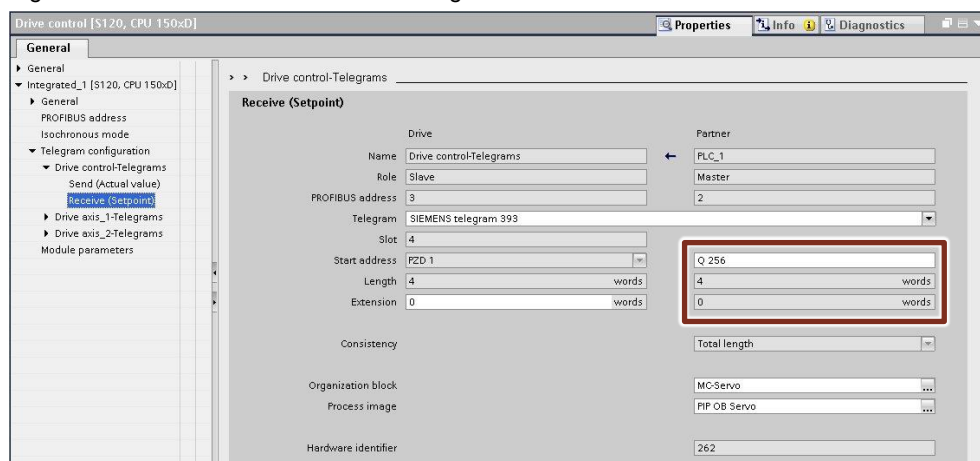 Drive control [S120, CPU 150xD]
Properties
Info
Diagnostics
General
General
Integrated_1 [S120, CPU 150xD]
General
PROFIBUS address
Isochronous mode
Telegram configuration
Drive control-Telegrams
Send (Actual value)
Receive (Setpoint)
Drive axis_1-Telegrams
Drive axis_2-Telegrams
Module parameters
> > Drive control-Telegrams
Receive (Setpoint)
Drive Partner
Name Drive control-Telegrams PLC_1
Role Slave Master
PROFIBUS address 3 2
Telegram SIEMENS telegram 393
Slot 4
Start address PZD 1 Q 256
Length 4 words 4 words
Extension 0 words 0 words
Consistency Total length
Organization block MC-Servo ...
Process image PIP OB Servo ...
Hardware identifier 262